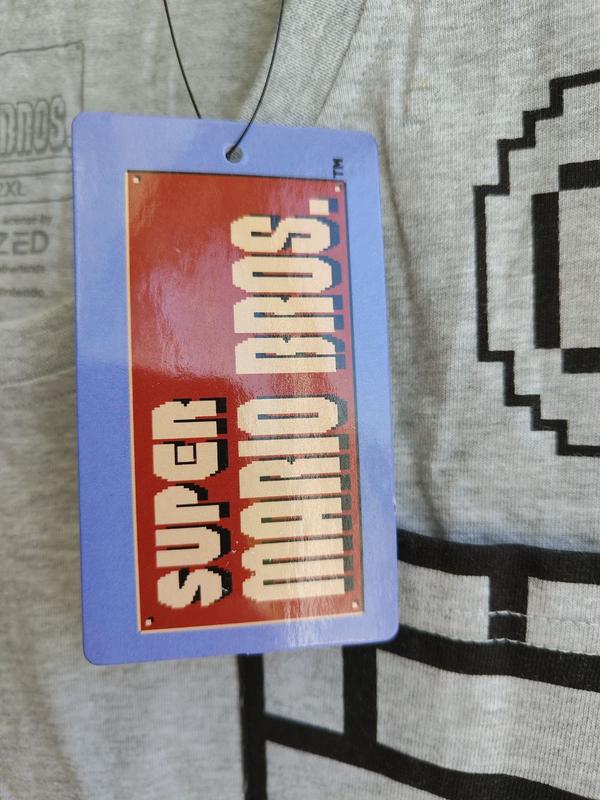 SUPER
MARIO BROS.™
BROS.
2XL
ZED